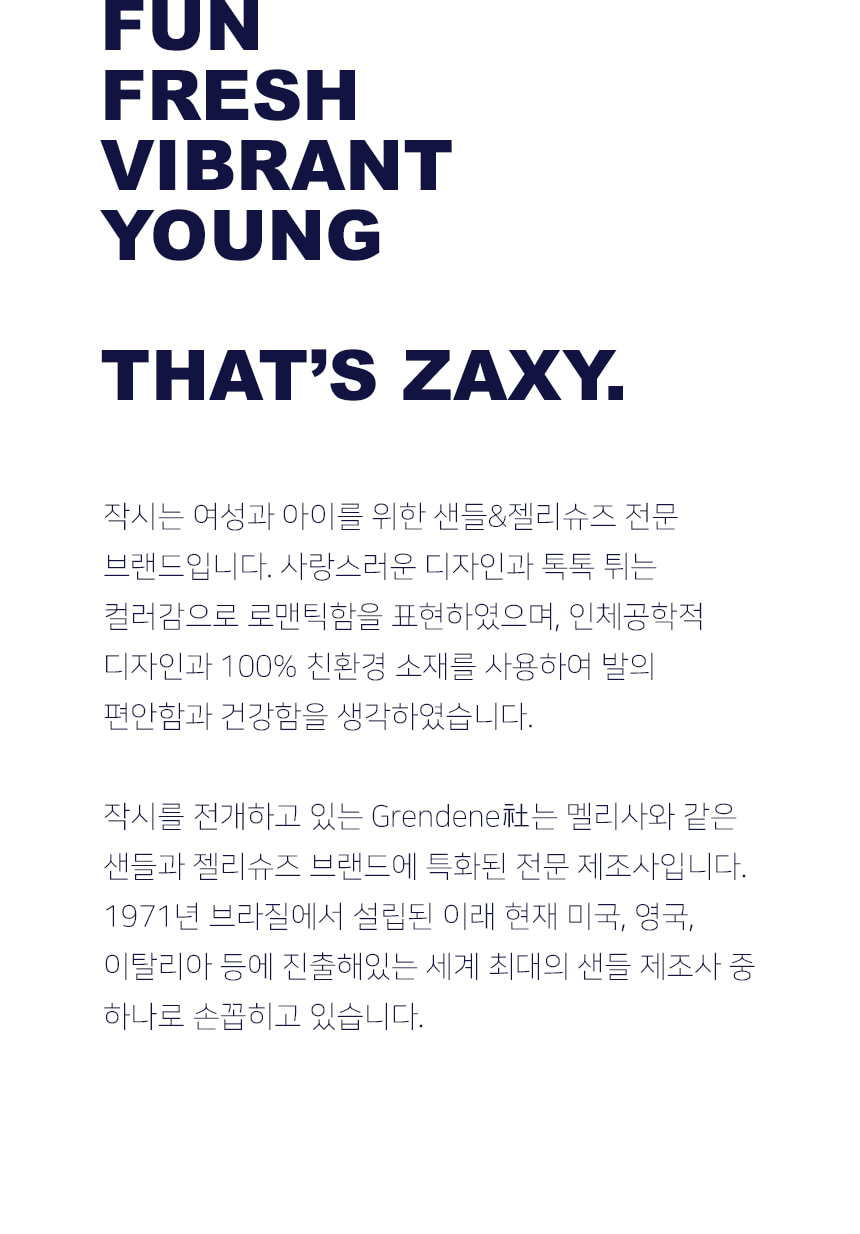 FUN
FRESH
VIBRANT
YOUNG
THAT’S ZAXY.
작시는 여성과 아이를 위한 샌들&젤리슈즈 전문
브랜드입니다. 사랑스러운 디자인과 톡톡 튀는
컬러감으로 로맨틱함을 표현하였으며, 인체공학적
디자인과 100% 친환경 소재를 사용하여 발의
편안함과 건강함을 생각하였습니다.
작시를 전개하고 있는 Grendene社는 멜리사와 같은
샌들과 젤리슈즈 브랜드에 특화된 전문 제조사입니다.
1971년 브라질에서 설립된 이래 현재 미국, 영국,
이탈리아 등에 진출해있는 세계 최대의 샌들 제조사 중
하나로 손꼽히고 있습니다.